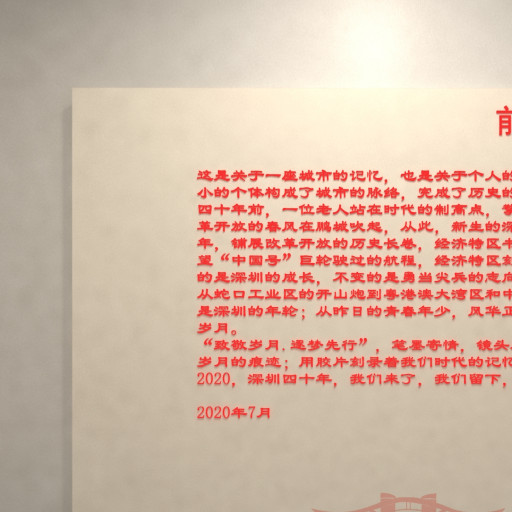 前
这是关于一座城市的记忆，也是关于个人的
小的个体构成了城市的脉络，完成了历史的
四十年前，一位老人站在时代的制高点，
革开放的春风在鹏城吹起，从此，新生的深
年，铺展改革开放的历史长卷，经济特区
望“中国号”巨轮驶过的航程，经济特区
的是深圳的成长，不变的是勇当尖兵的志向
从蛇口工业区的开山炮到粤港澳大湾区和中
是深圳的年轮；从昨日的青春年少，风华正
岁月。
“致敬岁月.逐梦先行”，笔墨寄情，镜头
岁月的痕迹；用胶片刻录着我们时代的记忆
2020，深圳四十年，我们来了，我们留下，
2020年7月